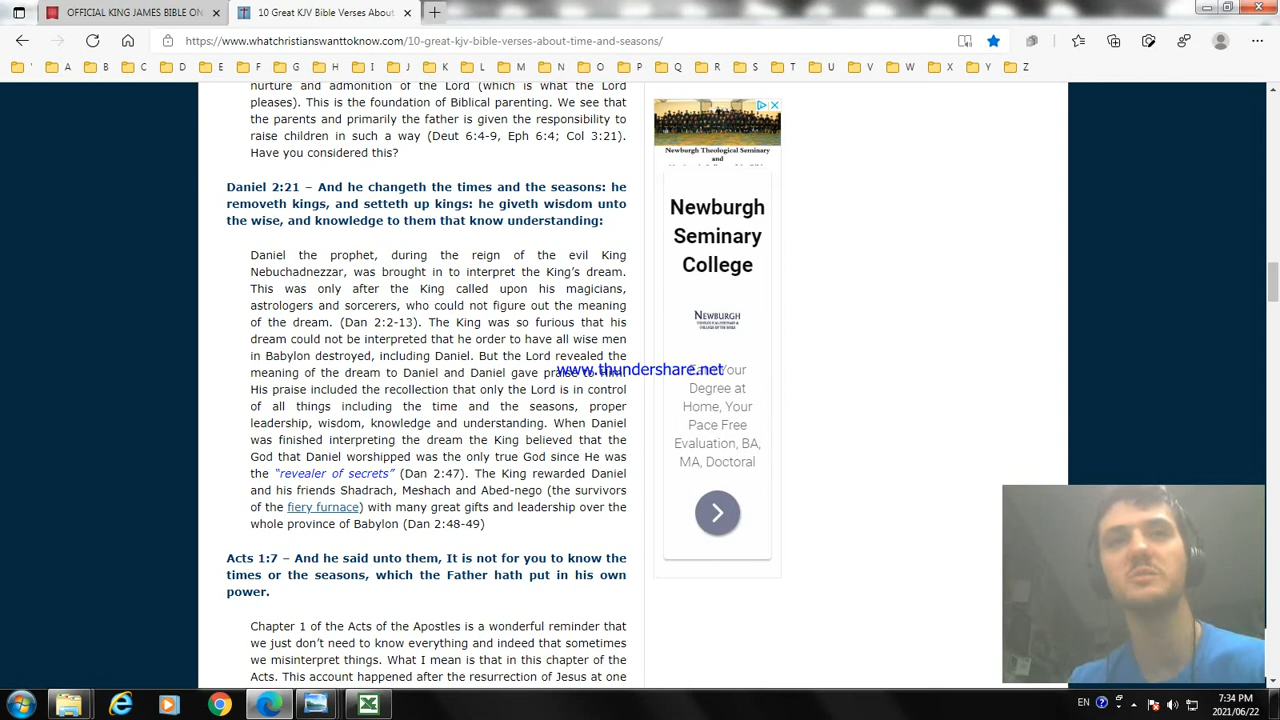 OFFICIAL KING JAMES BIBLE ON
10 Great KJV Bible Verses About
https://www.whatchristianswanttoknow.com/10-great-kjv-bible-verses-about-time-and-seasons/
' A B C D E F G H I J K L M N O P Q R S T U V W X Y Z
nurture and admonition of the Lord (which is what the Lord
pleases). This is the foundation of Biblical parenting. We see that
the parents and primarily the father is given the responsibility to
raise children in such a way (Deut 6:4-9, Eph 6:4; Col 3:21).
Have you considered this?
Daniel 2:21 – And he changeth the times and the seasons: he
removeth kings, and setteth up kings: he giveth wisdom unto
the wise, and knowledge to them that know understanding:
Daniel the prophet, during the reign of the evil King
Nebuchadnezzar, was brought in to interpret the King's dream.
This was only after the King called upon his magicians,
astrologers and sorcerers, who could not figure out the meaning
of the dream. (Dan 2:2-13). The King was so furious that his
dream could not be interpreted that he order to have all wise men
in Babylon destroyed, including Daniel. But the Lord revealed the
meaning of the dream to Daniel and Daniel gave praise to Him.
His praise included the recollection that only the Lord is in control
of all things including the time and the seasons, proper
leadership, wisdom, knowledge and understanding. When Daniel
was finished interpreting the dream the King believed that the
God that Daniel worshipped was the only true God since He was
the "revealer of secrets" (Dan 2:47). The King rewarded Daniel
and his friends Shadrach, Meshach and Abed-nego (the survivors
of the fiery furnace) with many great gifts and leadership over the
whole province of Babylon (Dan 2:48-49)
Acts 1:7 – And he said unto them, It is not for you to know the
times or the seasons, which the Father hath put in his own
power.
Chapter 1 of the Acts of the Apostles is a wonderful reminder that
we just don't need to know everything and indeed that sometimes
we misinterpret things. What I mean is that in this chapter of the
Acts. This account happened after the resurrection of Jesus at one
www.thundershare.net
Newburgh Theological Seminary
and
Newburgh
Seminary
College
NEWBURGH
Earn Your
Degree at
Home, Your
Pace Free
Evaluation, BA,
MA, Doctoral
EN
7:34 PM
2021/06/22